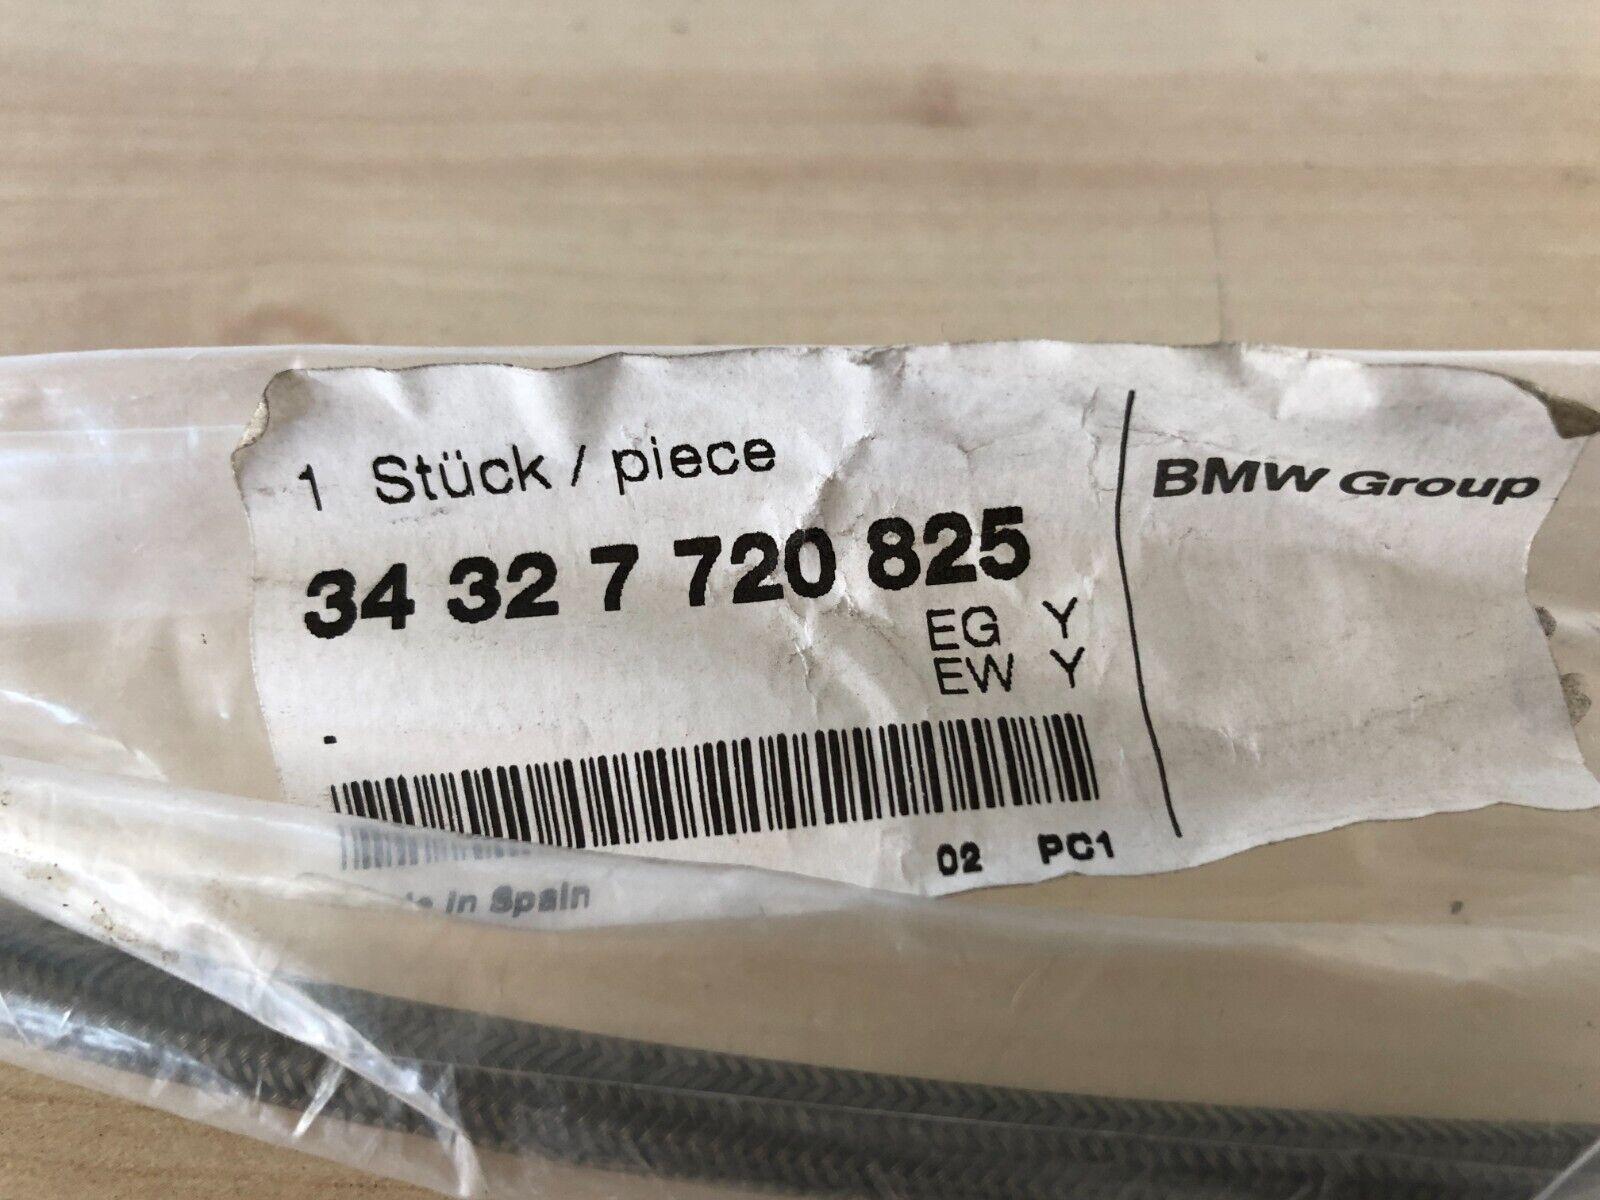 1 Stück / piece
BMW Group
34 32 7 720 825
EG Y
EW Y
-
02 PC1
in Spain